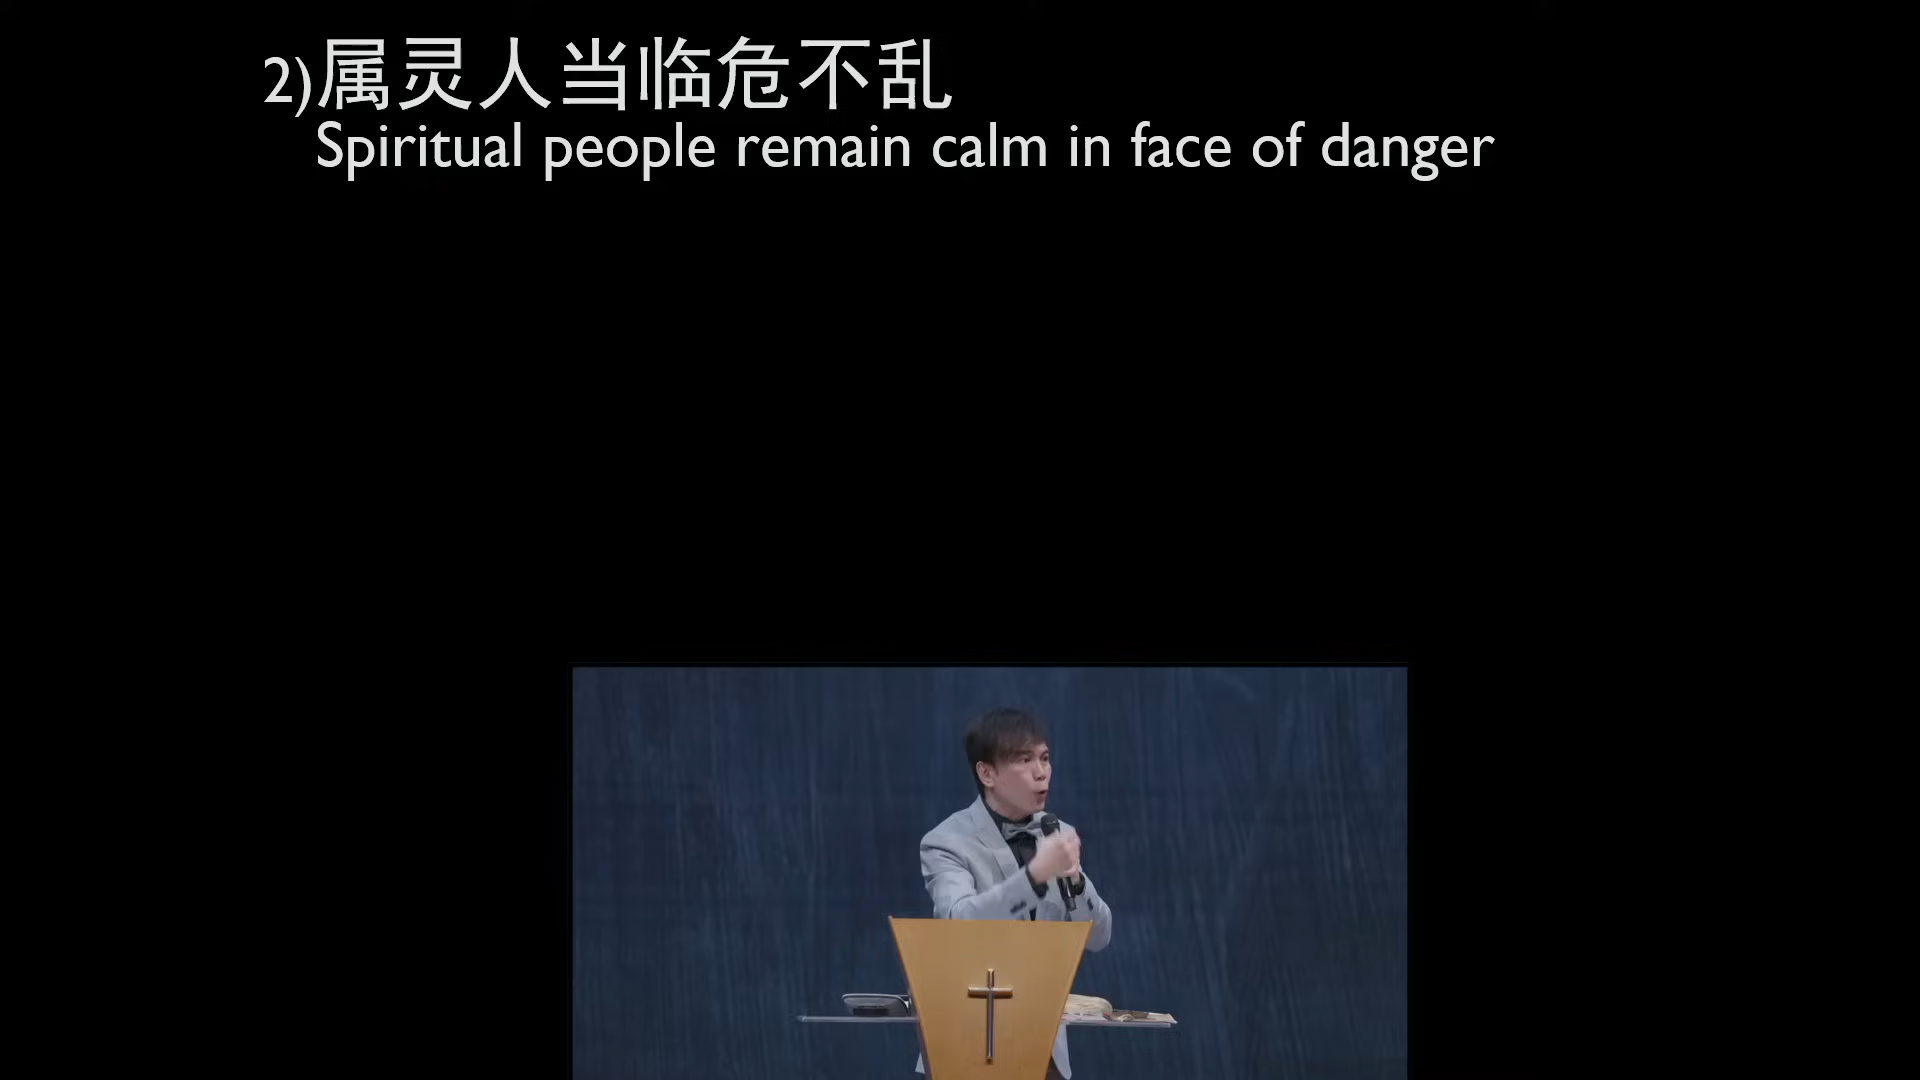 2)属灵人当临危不乱
Spiritual people remain calm in face of danger